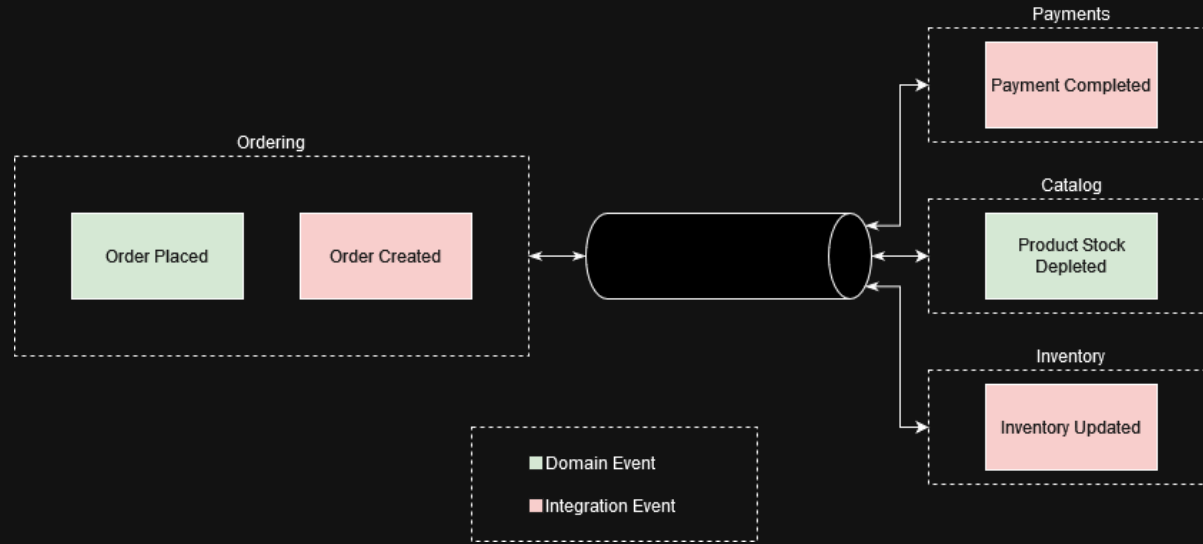 Payments
Payment Completed
Ordering
Order Placed
Order Created
Catalog
Product Stock
Depleted
Inventory
Inventory Updated
Domain Event
Integration Event